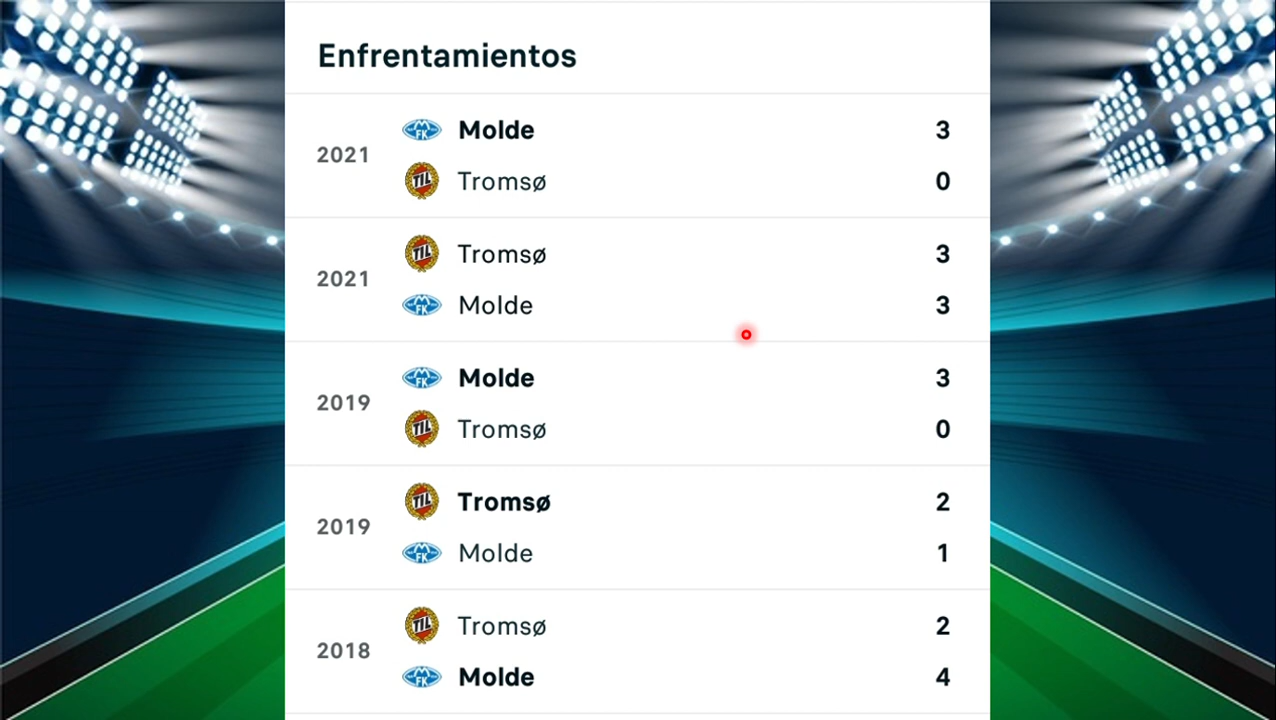 Enfrentamientos
2021
Molde 3
Tromsø 0
2021
Tromsø 3
Molde 3
2019
Molde 3
Tromsø 0
2019
Tromsø 2
Molde 1
2018
Tromsø 2
Molde 4